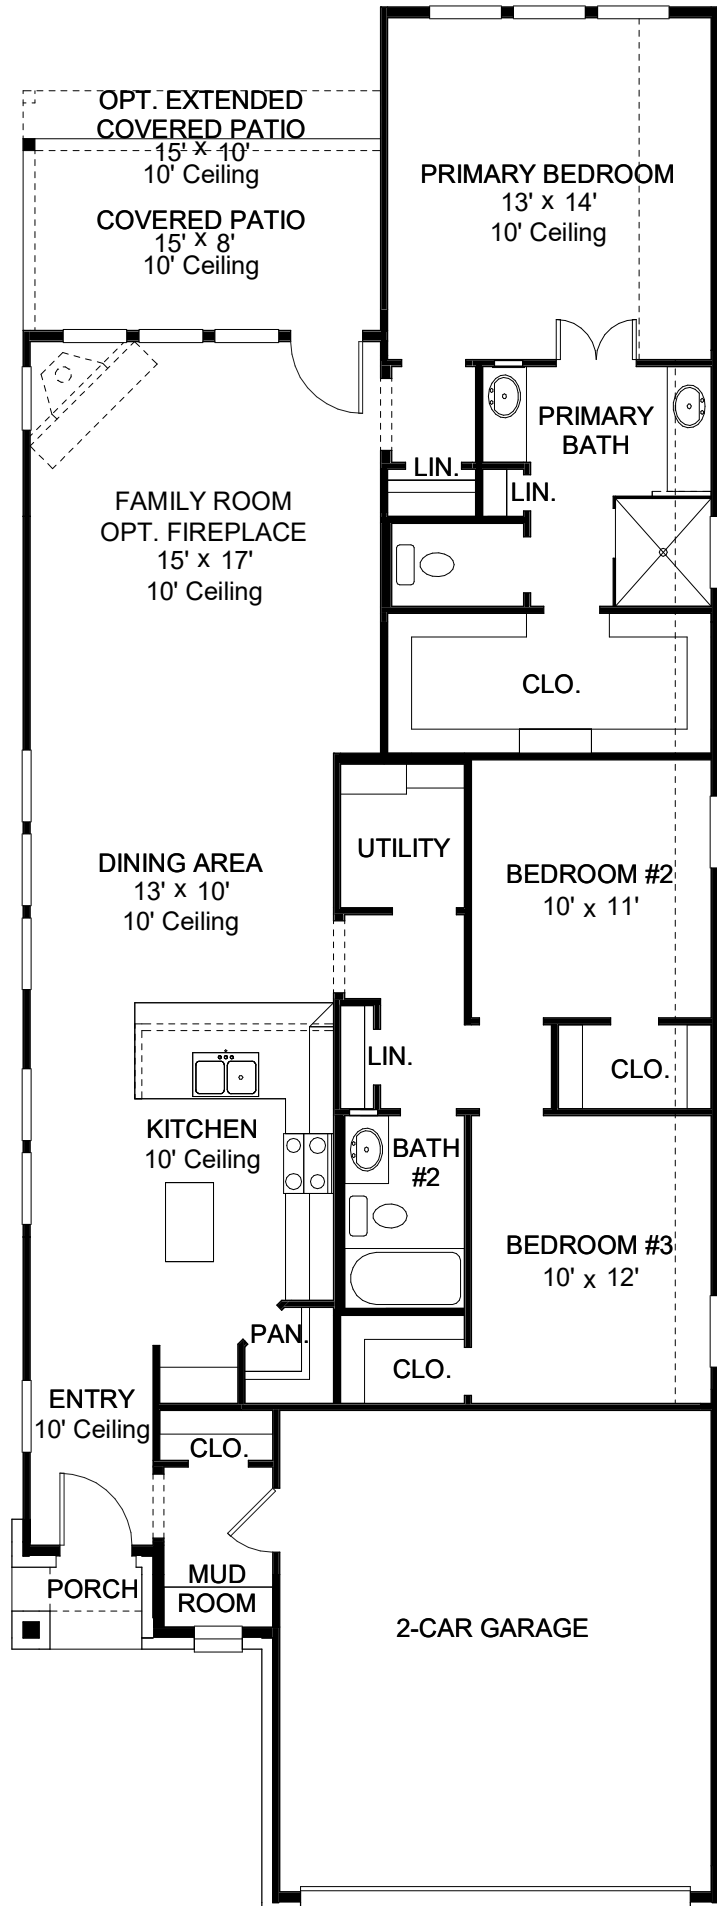 OPT. EXTENDED
COVERED PATIO
15' x 10'
10' Ceiling
COVERED PATIO
15' x 8'
10' Ceiling
PRIMARY BEDROOM
13' x 14'
10' Ceiling
PRIMARY
BATH
LIN.
LIN.
FAMILY ROOM
OPT. FIREPLACE
15' x 17'
10' Ceiling
CLO.
UTILITY
DINING AREA
13' x 10'
10' Ceiling
BEDROOM #2
10' x 11'
LIN.
CLO.
KITCHEN
10' Ceiling
BATH
#2
BEDROOM #3
10' x 12'
PAN.
CLO.
ENTRY
10' Ceiling
CLO.
MUD
ROOM
PORCH
2-CAR GARAGE